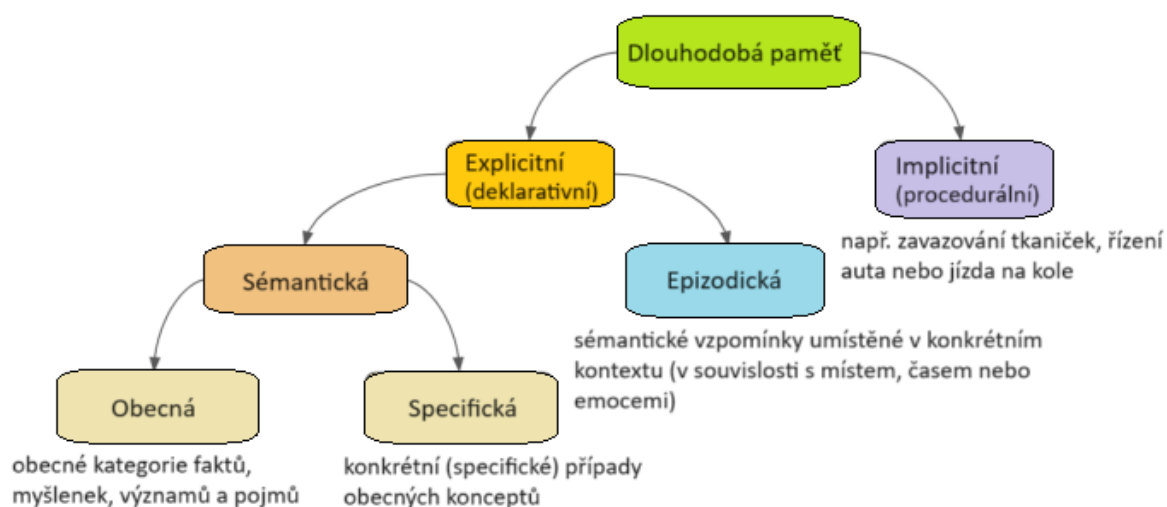 Dlouhodobá paměť
Explicitní
(deklarativní)
Implicitní
(procedurální)
např. zavazování tkaniček, řízení
auta nebo jízda na kole
Sémantická
Epizodická
sémantické vzpomínky umístěné v konkrétním
kontextu (v souvislosti s místem, časem nebo
emocemi)
Obecná
Specifická
obecné kategorie faktů,
myšlenek, významů a pojmů
konkrétní (specifické) případy
obecných konceptů